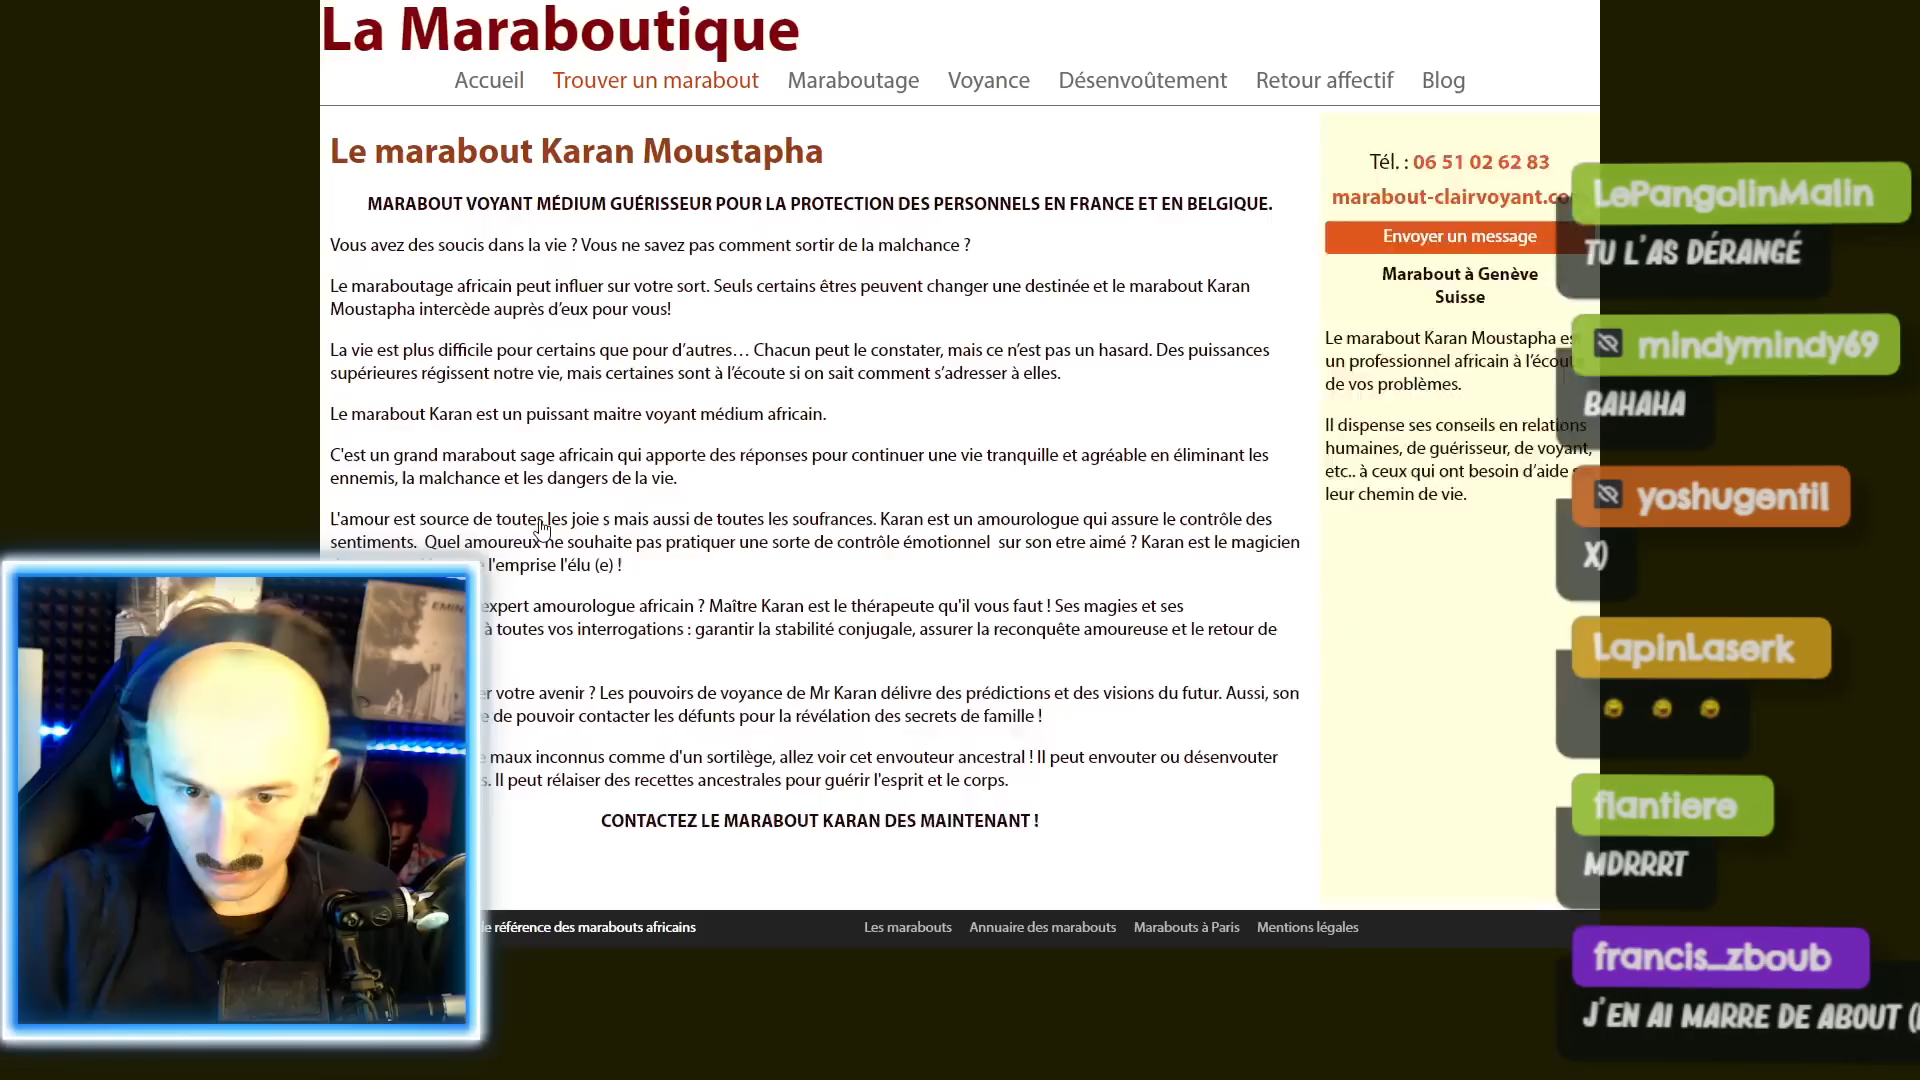 La Maraboutique
Accueil Trouver un marabout Maraboutage Voyance Désenvoûtement Retour affectif Blog
Le marabout Karan Moustapha
MARABOUT VOYANT MÉDIUM GUÉRISSEUR POUR LA PROTECTION DES PERSONNELS EN FRANCE ET EN BELGIQUE.
Vous avez des soucis dans la vie ? Vous ne savez pas comment sortir de la malchance ?
Le maraboutage africain peut influer sur votre sort. Seuls certains êtres peuvent changer une destinée et le marabout Karan
Moustapha intercède auprès d’eux pour vous!
La vie est plus difficile pour certains que pour d’autres… Chacun peut le constater, mais ce n’est pas un hasard. Des puissances
supérieures régissent notre vie, mais certaines sont à l’écoute si on sait comment s’adresser à elles.
Le marabout Karan est un puissant maitre voyant médium africain.
C'est un grand marabout sage africain qui apporte des réponses pour continuer une vie tranquille et agréable en éliminant les
ennemis, la malchance et les dangers de la vie.
L'amour est source de toutes les joie s mais aussi de toutes les soufrances. Karan est un amourologue qui assure le contrôle des
sentiments. Quel amoureux ne souhaite pas pratiquer une sorte de contrôle émotionnel sur son etre aimé ? Karan est le magicien
l'emprise l'élu (e) !
expert amourologue africain ? Maître Karan est le thérapeute qu'il vous faut ! Ses magies et ses
à toutes vos interrogations : garantir la stabilité conjugale, assurer la reconquête amoureuse et le retour de
er votre avenir ? Les pouvoirs de voyance de Mr Karan délivre des prédictions et des visions du futur. Aussi, son
e de pouvoir contacter les défunts pour la révélation des secrets de famille !
maux inconnus comme d'un sortilège, allez voir cet envouteur ancestral ! Il peut envouter ou désenvouter
s. Il peut rélaiser des recettes ancestrales pour guérir l'esprit et le corps.
CONTACTEZ LE MARABOUT KARAN DES MAINTENANT !
Tél. : 06 51 02 62 83
marabout-clairvoyant.co
Envoyer un message
Marabout à Genève
Suisse
Le marabout Karan Moustapha es
un professionnel africain à l’écoute
de vos problèmes.
Il dispense ses conseils en relations
humaines, de guérisseur, de voyant,
etc.. à ceux qui ont besoin d’aide
leur chemin de vie.
de référence des marabouts africains
Les marabouts Annuaire des marabouts Marabouts à Paris Mentions légales
EMIN
LePangolinMalin
TU L'AS DÉRANGÉ
mindymindy69
BAHAHA
yoshugentil
X)
LapinLaserk
flantiere
MDRRRT
francis_zboub
J'EN AI MARRE DE ABOUT (